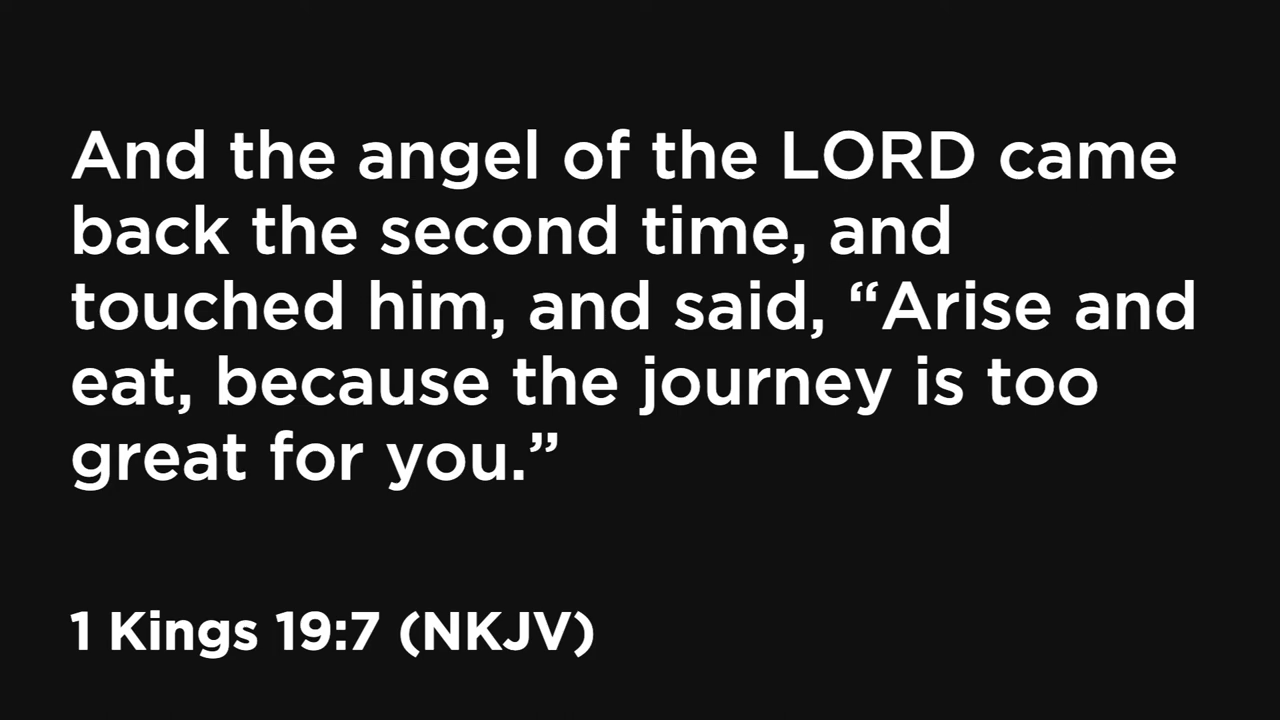 And the angel of the LORD came
back the second time, and
touched him, and said, “Arise and
eat, because the journey is too
great for you.”
1 Kings 19:7 (NKJV)